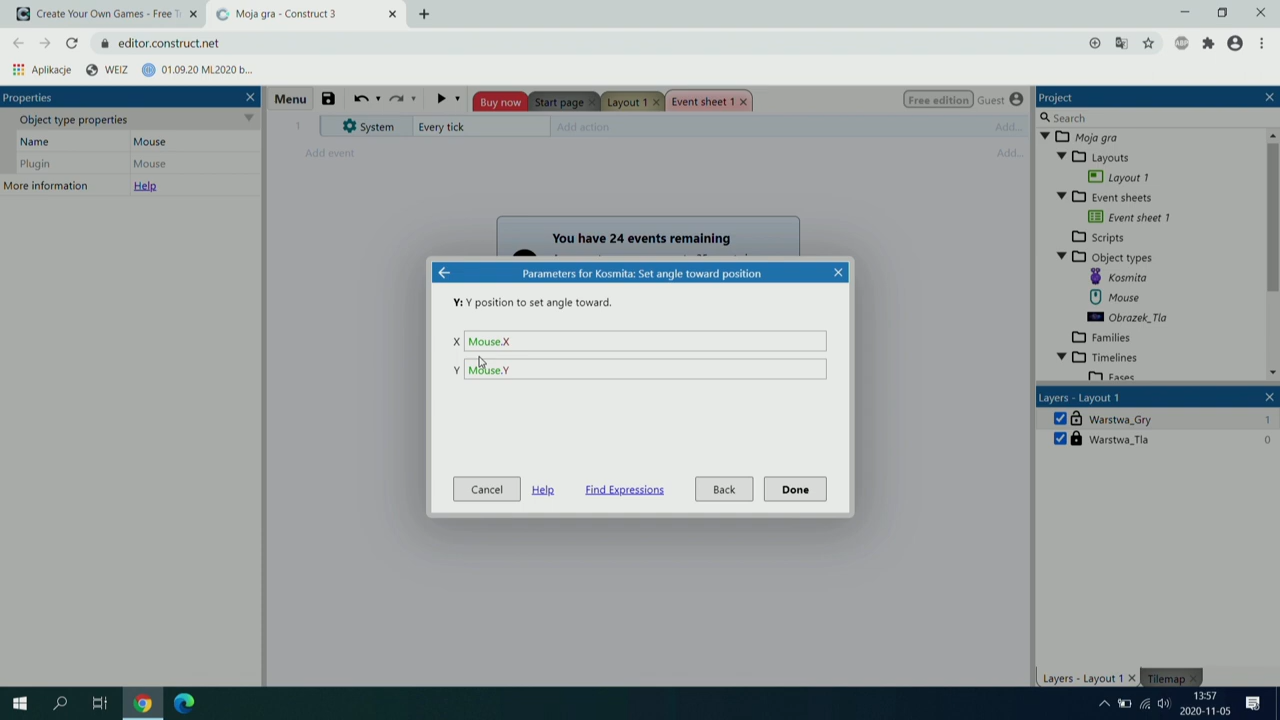 Create Your Own Games - Free T
Moja gra - Construct 3
editor.construct.net
ABP
Aplikacje
WEIZ
01.09.20 ML2020 b...
Properties
Menu
Buy now
Start page
Layout 1
Event sheet 1
Free edition
Guest
Project
Object type properties
Name
Mouse
Plugin
Mouse
More information
Help
1
System
Every tick
Add action
Add...
Add event
Add...
You have 24 events remaining
Parameters for Kosmita: Set angle toward position
Y: Y position to set angle toward.
X
Mouse.X
Y
Mouse.Y
Cancel
Help
Find Expressions
Back
Done
Search
Moja gra
Layouts
Layout 1
Event sheets
Event sheet 1
Scripts
Object types
Kosmita
Mouse
Obrazek_Tla
Families
Timelines
Eases
Layers - Layout 1
Warstwa_Gry
1
Warstwa_Tla
0
Layers - Layout 1
Tilemap
13:57
2020-11-05